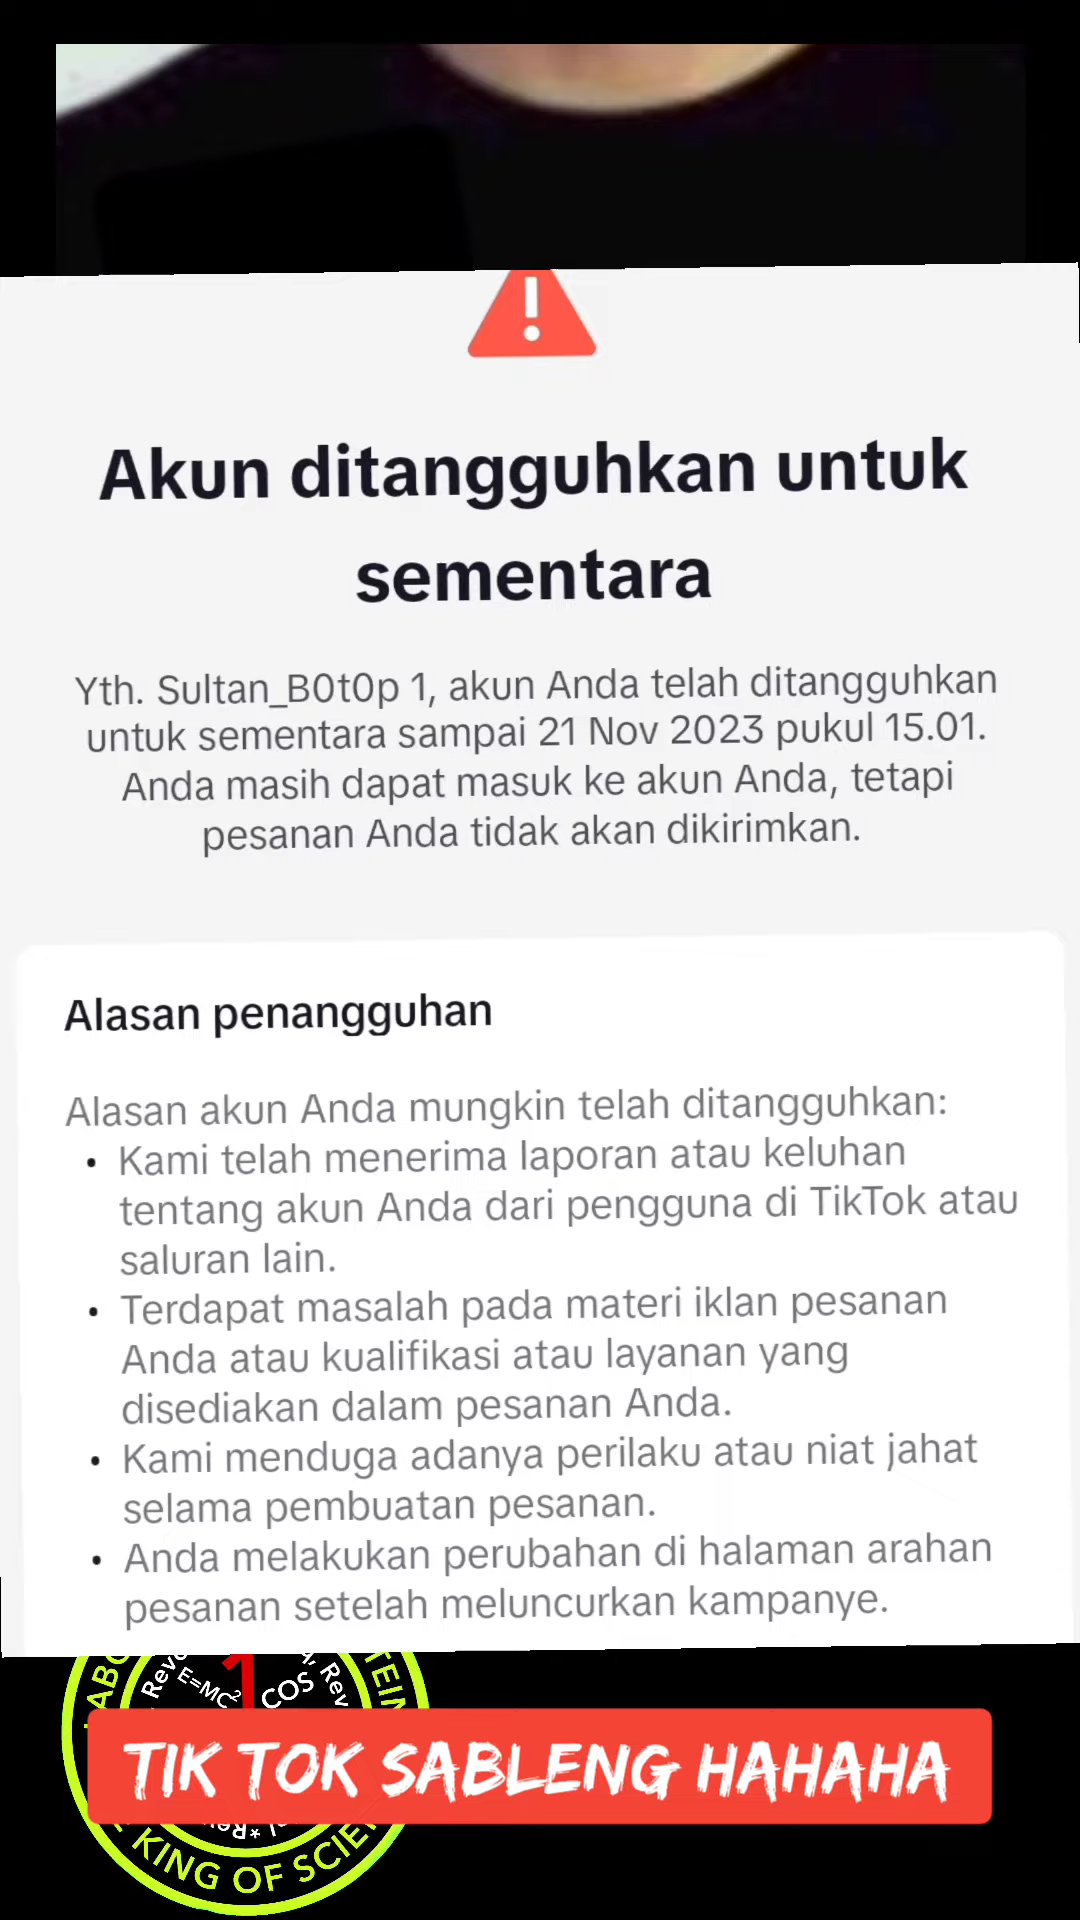 Akun ditangguhkan untuk
sementara
Yth. Sultan_B0t0p 1, akun Anda telah ditangguhkan
untuk sementara sampai 21 Nov 2023 pukul 15.01.
Anda masih dapat masuk ke akun Anda, tetapi
pesanan Anda tidak akan dikirimkan.
Alasan penangguhan
Alasan akun Anda mungkin telah ditangguhkan:
• Kami telah menerima laporan atau keluhan
tentang akun Anda dari pengguna di TikTok atau
saluran lain.
• Terdapat masalah pada materi iklan pesanan
Anda atau kualifikasi atau layanan yang
disediakan dalam pesanan Anda.
• Kami menduga adanya perilaku atau niat jahat
selama pembuatan pesanan.
• Anda melakukan perubahan di halaman arahan
pesanan setelah meluncurkan kampanye.
1
E=MC² COS
TIK TOK SABLENG HAHAHA
KING OF